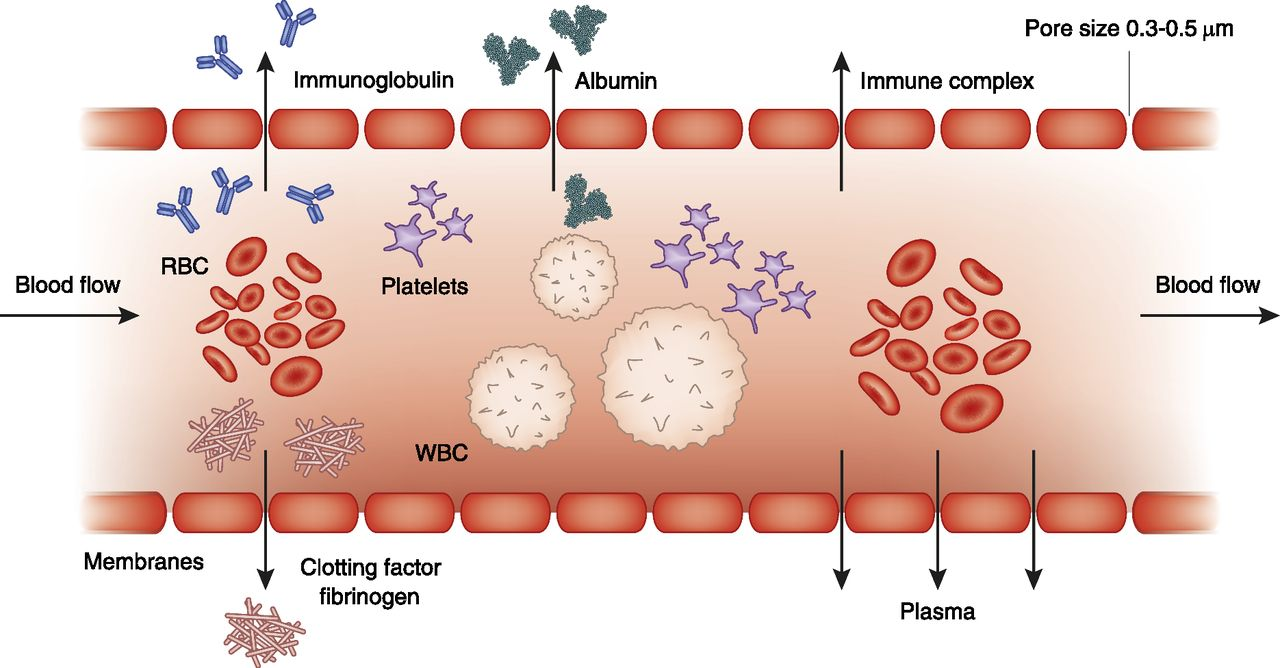 Pore size 0.3-0.5 μm
Immunoglobulin
Albumin
Immune complex
RBC
Platelets
Blood flow
Blood flow
WBC
Membranes
Clotting factor
fibrinogen
Plasma